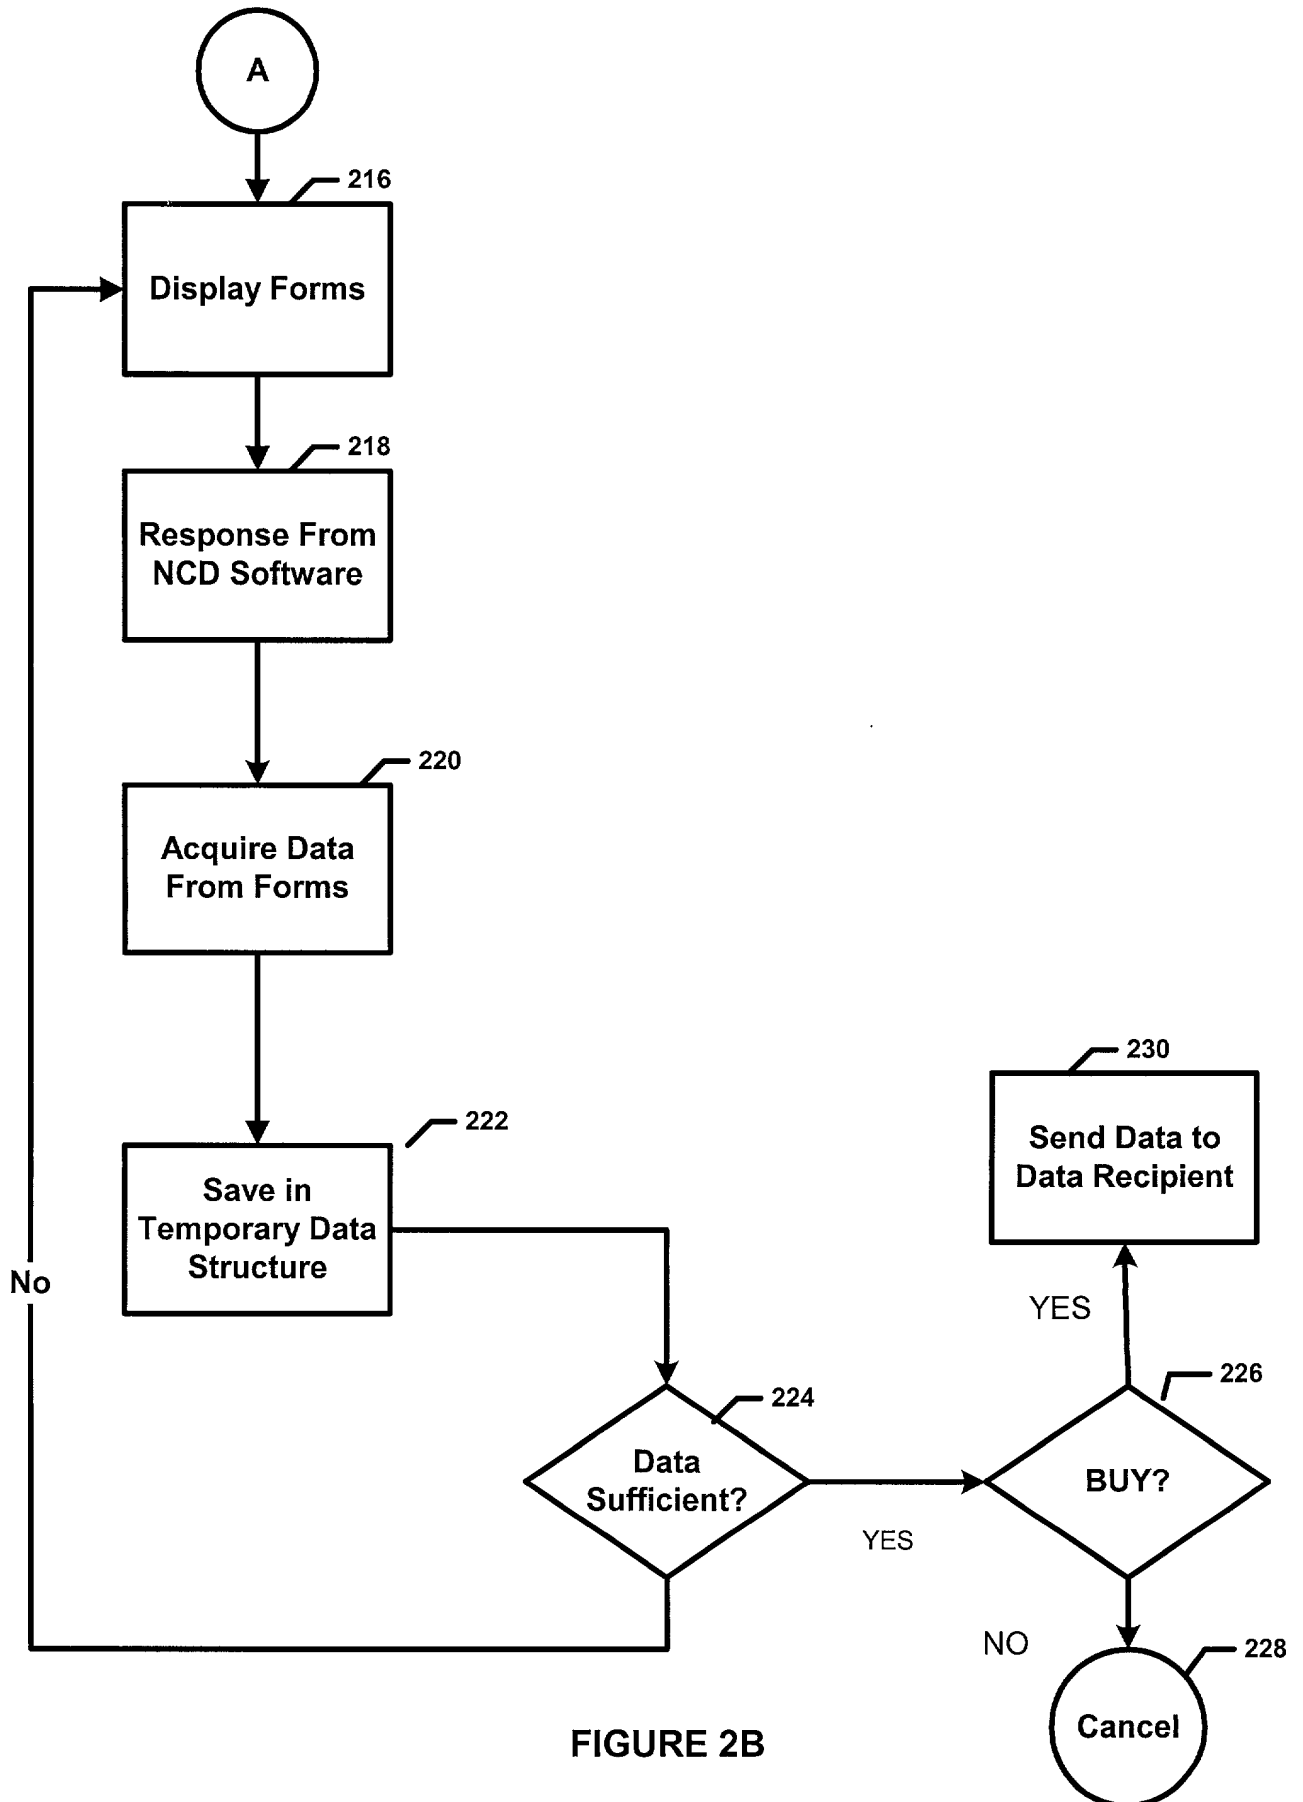 A
216
Display Forms
218
Response From
NCD Software
220
Acquire Data
From Forms
222
Save in
Temporary Data
Structure
No
224
Data
Sufficient?
YES
226
BUY?
YES
230
Send Data to
Data Recipient
NO
228
Cancel
FIGURE 2B